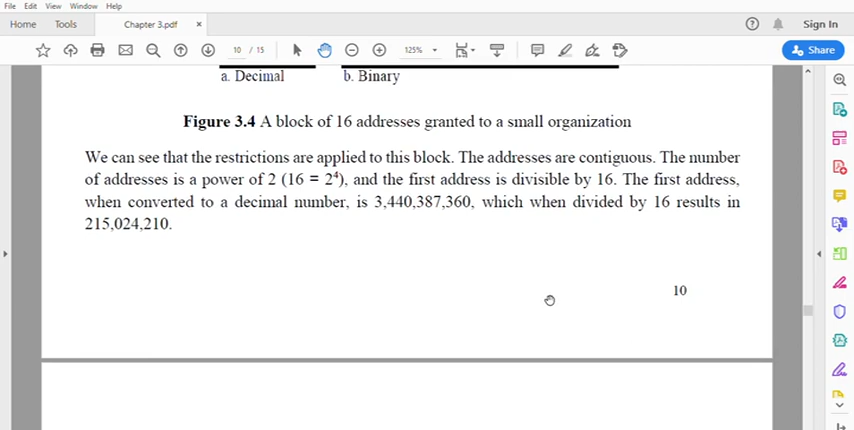 File Edit View Window Help
Home Tools Chapter 3.pdf × Sign In
10 / 15 125% Share
a. Decimal b. Binary
Figure 3.4 A block of 16 addresses granted to a small organization
We can see that the restrictions are applied to this block. The addresses are contiguous. The number
of addresses is a power of 2 (16 = 2⁴), and the first address is divisible by 16. The first address,
when converted to a decimal number, is 3,440,387,360, which when divided by 16 results in
215,024,210.
10